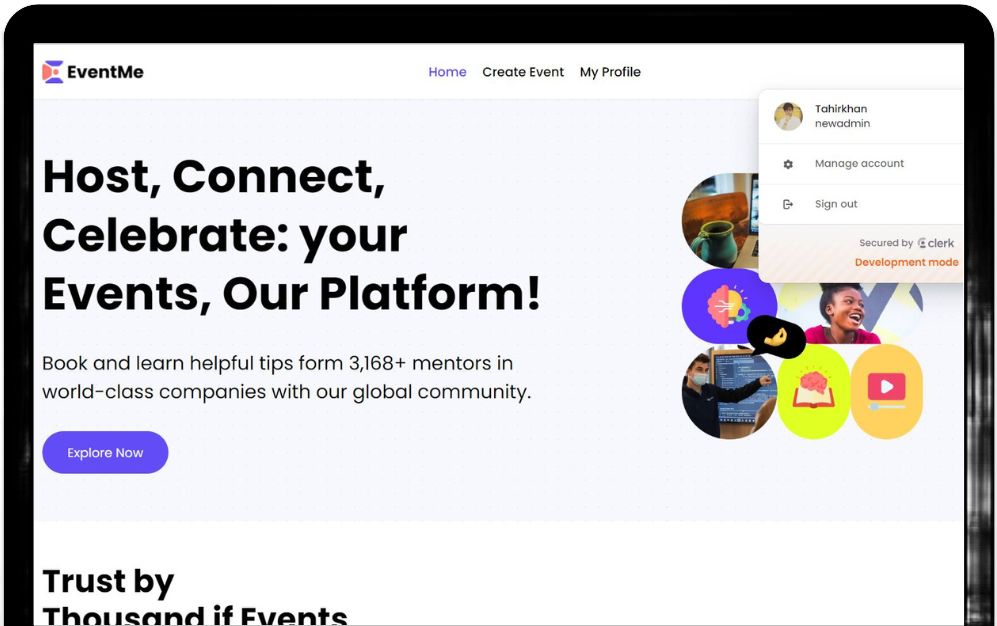 EventMe
Home Create Event My Profile
Tahirkhan
newadmin
Manage account
Sign out
Secured by clerk
Development mode
Host, Connect,
Celebrate: your
Events, Our Platform!
Book and learn helpful tips form 3,168+ mentors in
world-class companies with our global community.
Explore Now
Trust by
Thousand if Events